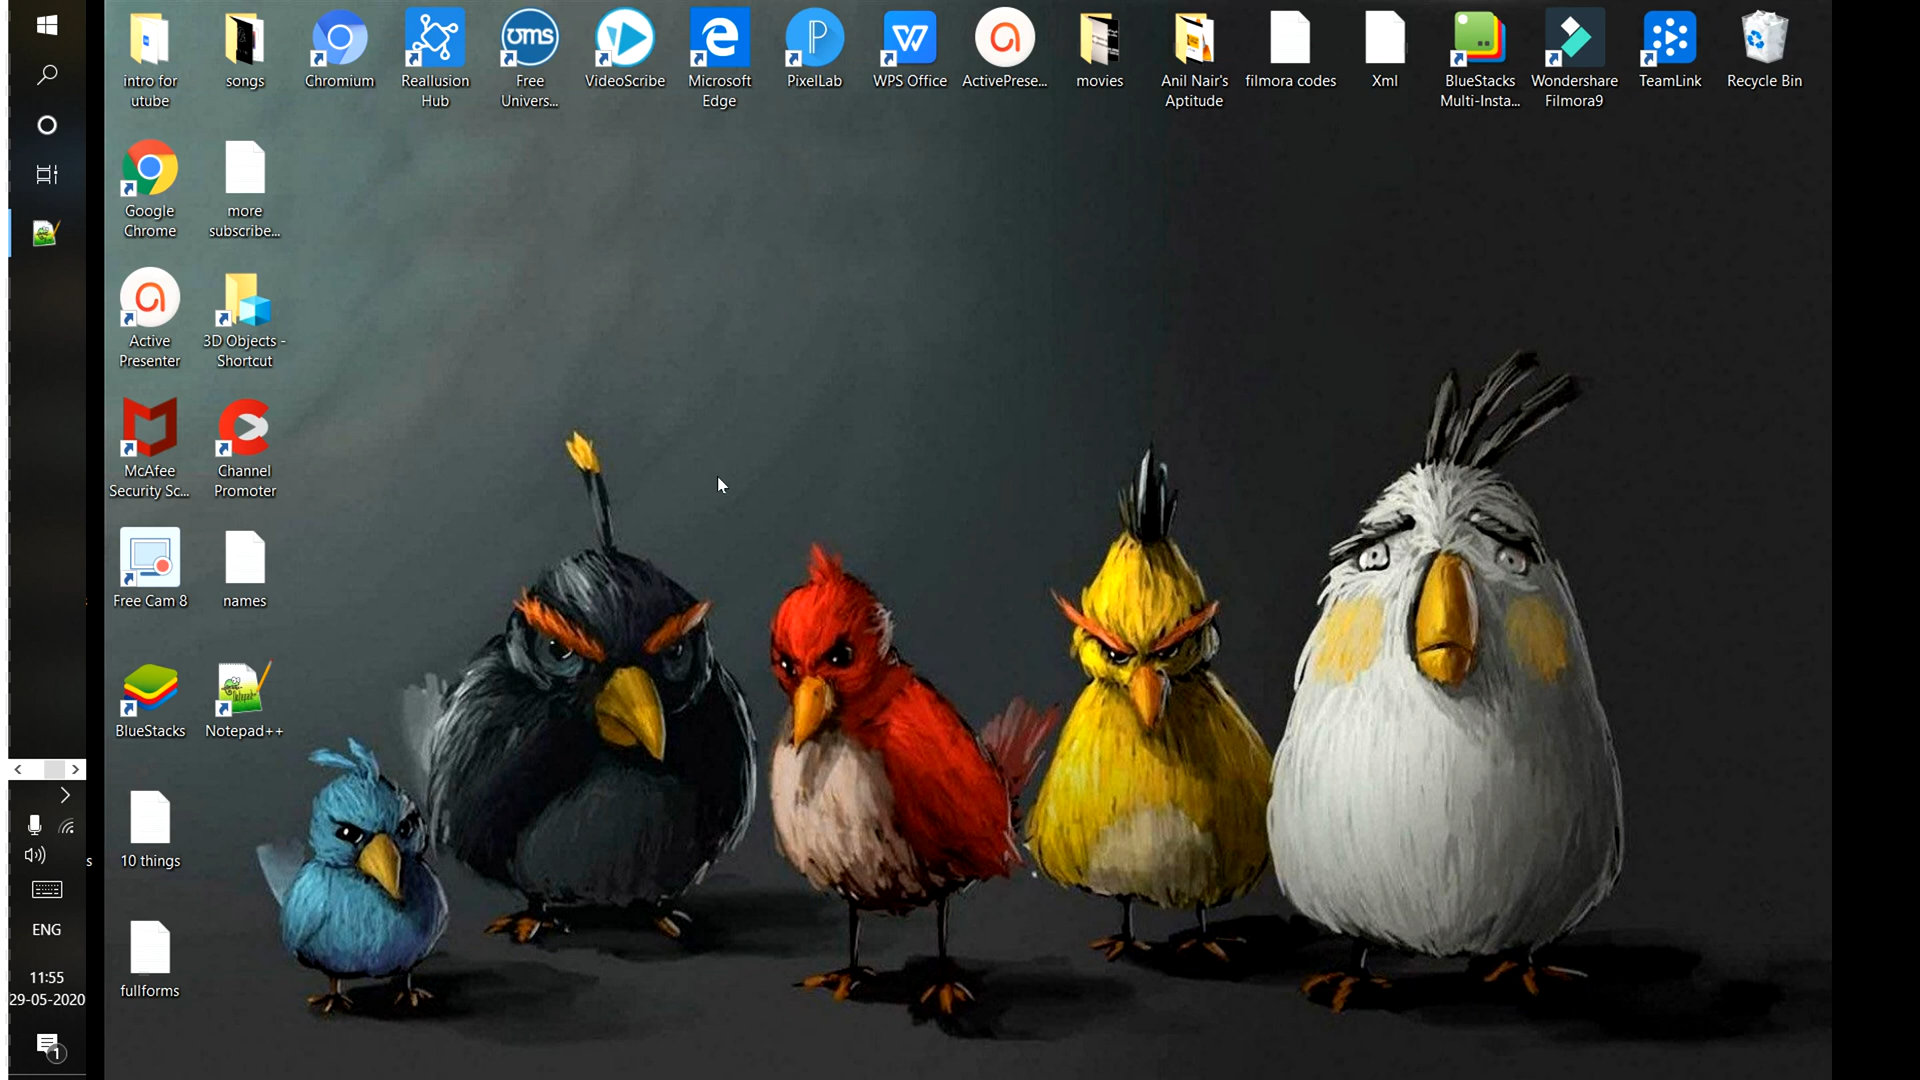 intro for
utube
songs
Chromium
Reallusion
Hub
ums
Free
Univers...
VideoScribe
Microsoft
Edge
P
PixelLab
W
WPS Office
ActivePrese...
movies
Anil Nair's
Aptitude
filmora codes
Xml
BlueStacks
Multi-Insta...
Wondershare
Filmora9
TeamLink
Recycle Bin
Google
Chrome
more
subscribe...
Active
Presenter
3D Objects -
Shortcut
McAfee
Security Sc...
Channel
Promoter
Free Cam 8
names
BlueStacks
Notepad++
10 things
fullforms
s
ENG
11:55
29-05-2020
1